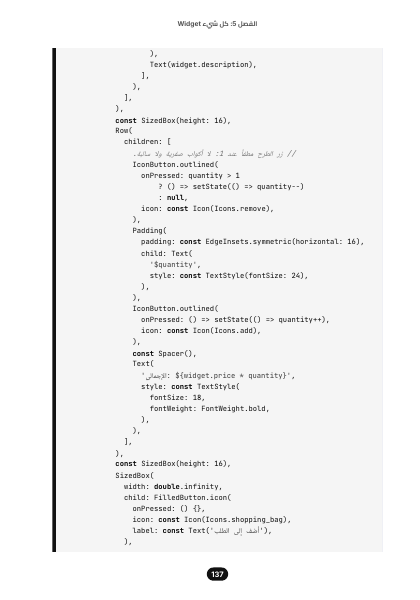 الفصل 5: كل شيء Widget
),
Text(widget.description),
],
),
],
),
const SizedBox(height: 16),
Row(
children: [
// زر الطرح مطفأ عند 1: لا أكواب صفرية ولا سالبة.
IconButton.outlined(
onPressed: quantity > 1
? () => setState(() => quantity--)
: null,
icon: const Icon(Icons.remove),
),
Padding(
padding: const EdgeInsets.symmetric(horizontal: 16),
child: Text(
'$quantity',
style: const TextStyle(fontSize: 24),
),
),
IconButton.outlined(
onPressed: () => setState(() => quantity++),
icon: const Icon(Icons.add),
),
const Spacer(),
Text(
'الإجمالي: ${widget.price * quantity}',
style: const TextStyle(
fontSize: 18,
fontWeight: FontWeight.bold,
),
),
],
),
const SizedBox(height: 16),
SizedBox(
width: double.infinity,
child: FilledButton.icon(
onPressed: () {},
icon: const Icon(Icons.shopping_bag),
label: const Text('أضف إلى الطلب'),
),
137